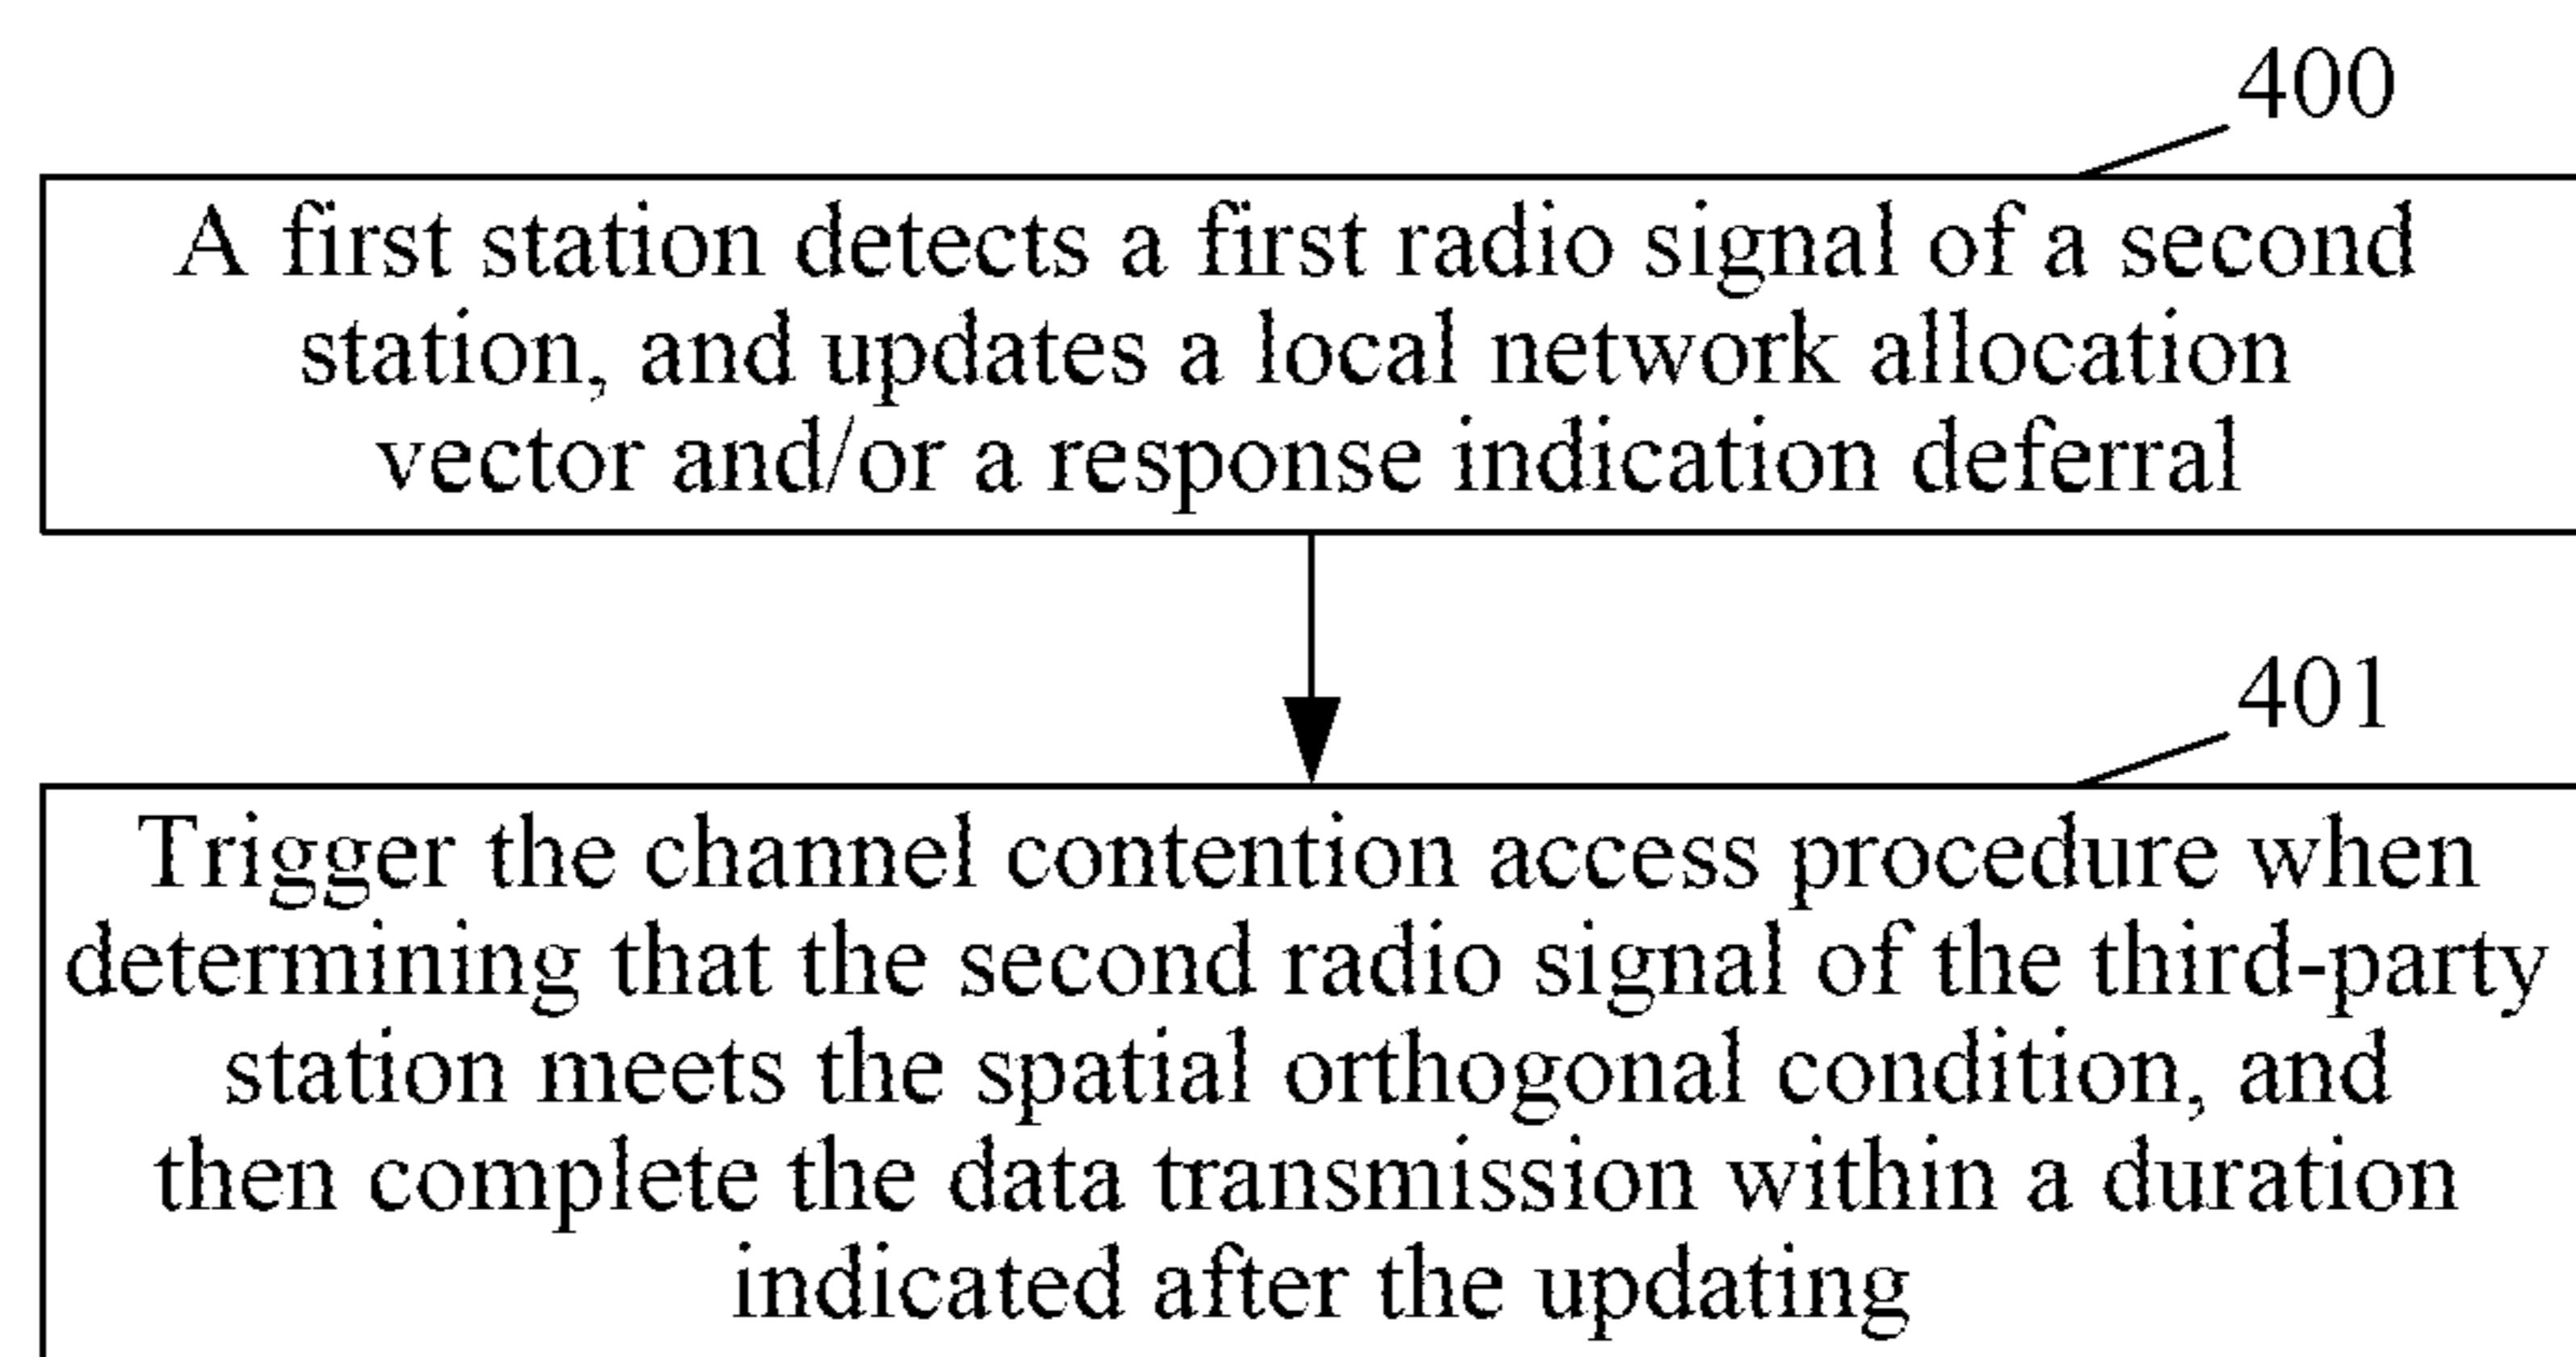 400
A first station detects a first radio signal of a second
station, and updates a local network allocation
vector and/or a response indication deferral
401
Trigger the channel contention access procedure when
determining that the second radio signal of the third-party
station meets the spatial orthogonal condition, and
then complete the data transmission within a duration
indicated after the updating